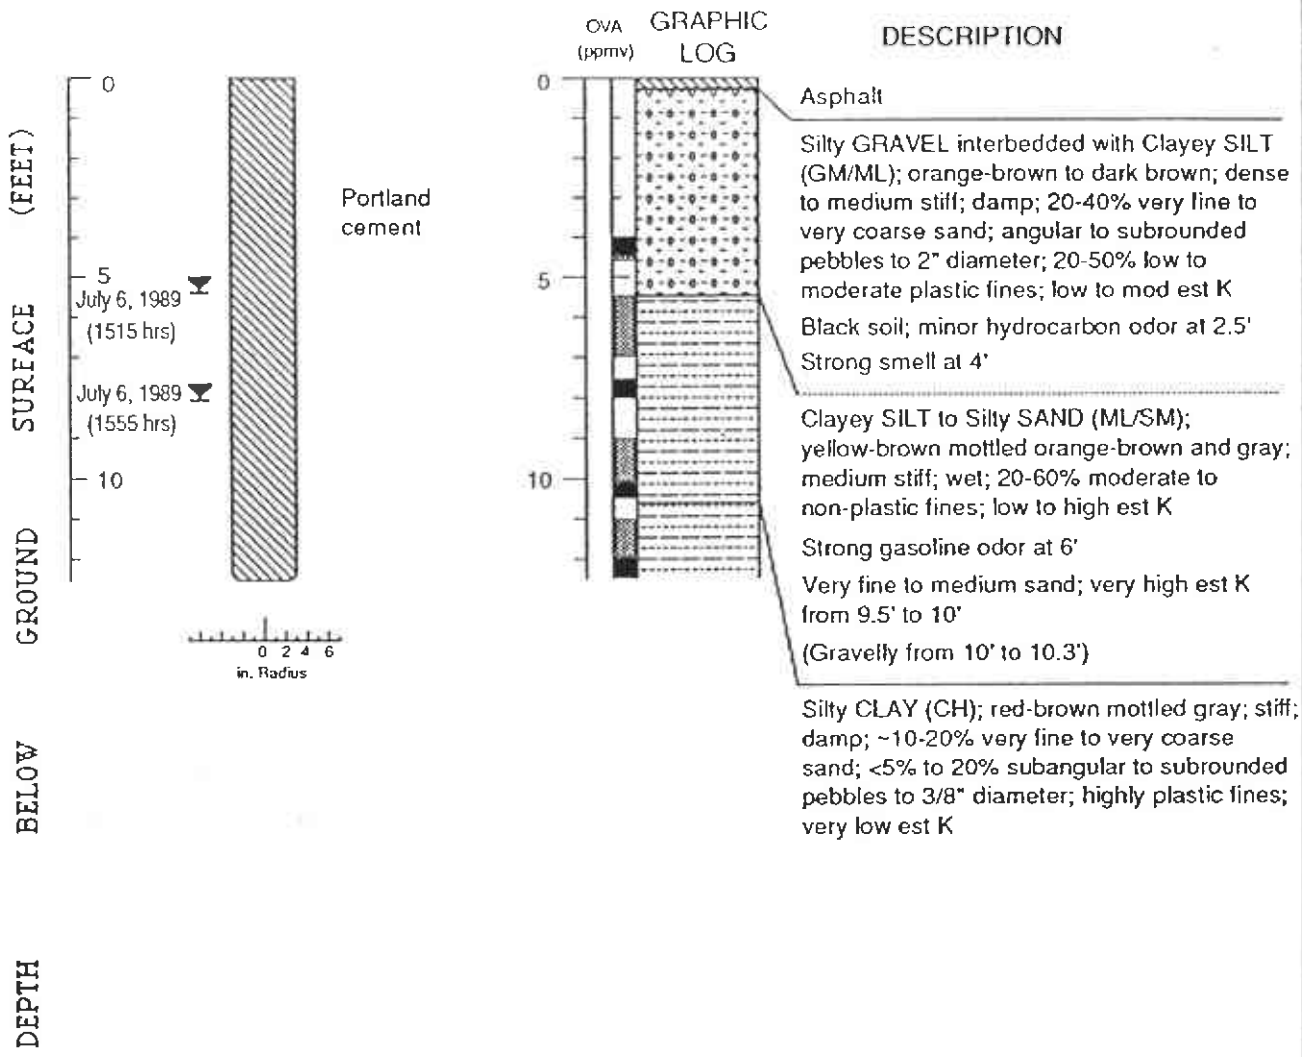 OVA
(ppmv)
GRAPHIC
LOG
DESCRIPTION
DEPTH BELOW GROUND SURFACE (FEET)
0
5
July 6, 1989
(1515 hrs)
July 6, 1989
(1555 hrs)
10
Portland
cement
0 2 4 6
in. Radius
0
5
10
Asphalt
Silty GRAVEL interbedded with Clayey SILT
(GM/ML); orange-brown to dark brown; dense
to medium stiff; damp; 20-40% very fine to
very coarse sand; angular to subrounded
pebbles to 2" diameter; 20-50% low to
moderate plastic fines; low to mod est K
Black soil; minor hydrocarbon odor at 2.5'
Strong smell at 4'
Clayey SILT to Silty SAND (ML/SM);
yellow-brown mottled orange-brown and gray;
medium stiff; wet; 20-60% moderate to
non-plastic fines; low to high est K
Strong gasoline odor at 6'
Very fine to medium sand; very high est K
from 9.5' to 10'
(Gravelly from 10' to 10.3')
Silty CLAY (CH); red-brown mottled gray; stiff;
damp; ~10-20% very fine to very coarse
sand; <5% to 20% subangular to subrounded
pebbles to 3/8" diameter; highly plastic fines;
very low est K